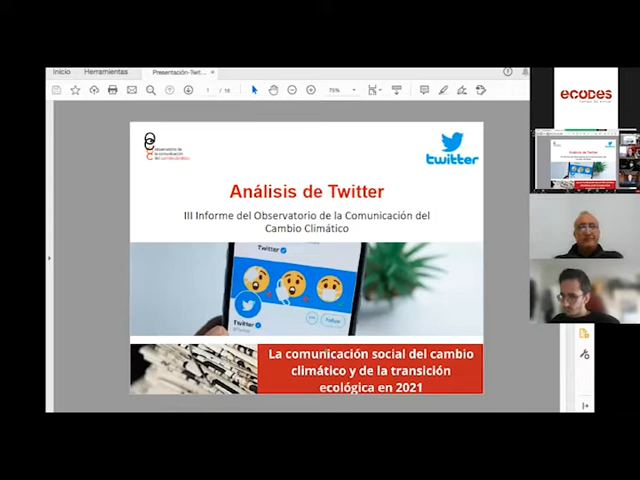 Inicio
Herramientas
Presentación-Twit...
1 / 16
75%
ecodes
Observatorio de
la comunicación
del cambio climático
twitter
Análisis de Twitter
III Informe del Observatorio de la Comunicación del
Cambio Climático
Twitter
Twitter
La comunicación social del cambio
climático y de la transición
ecológica en 2021
Análisis de Twitter